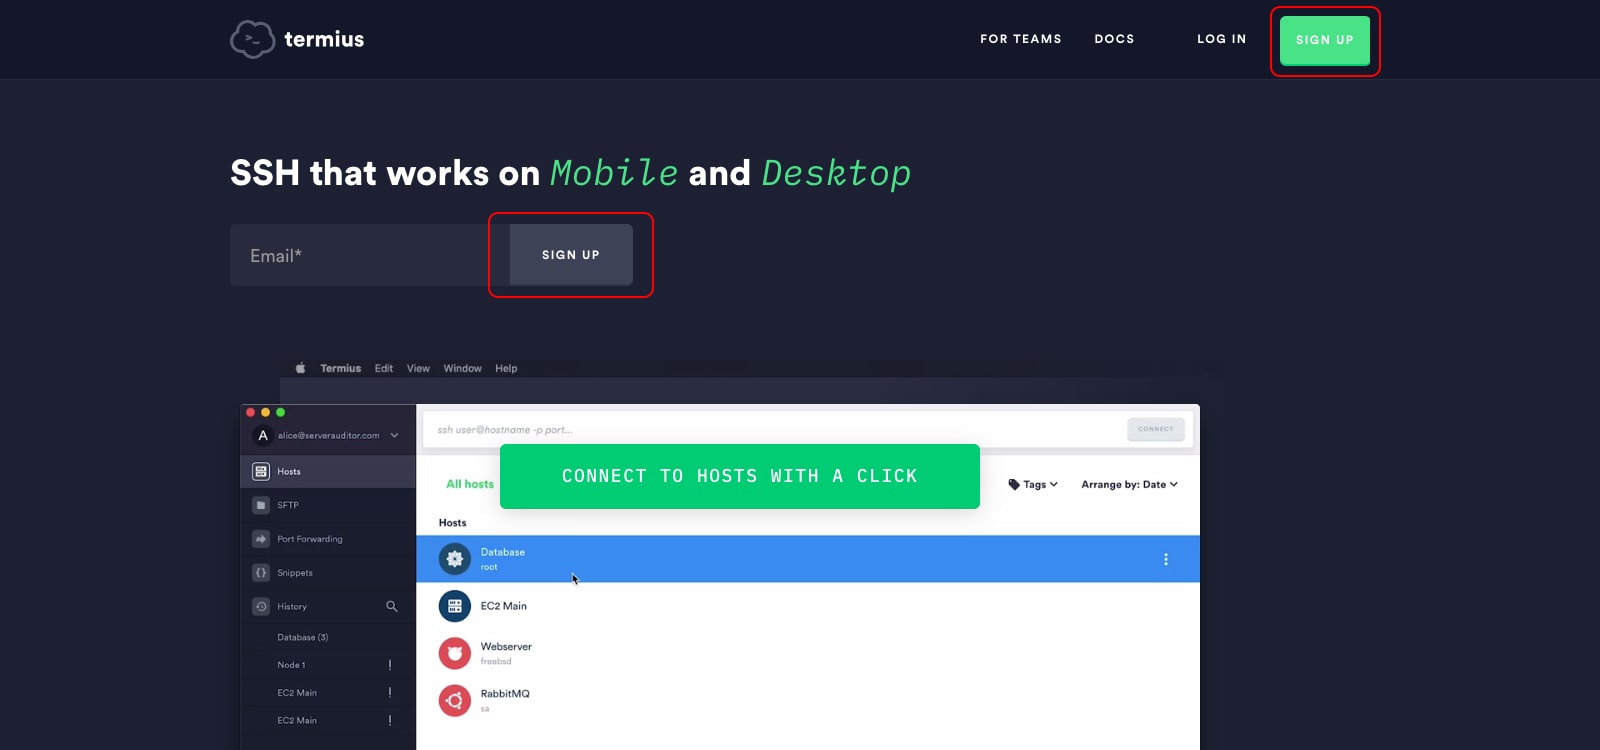 termius
FOR TEAMS DOCS LOG IN SIGN UP
SSH that works on Mobile and Desktop
Email* SIGN UP
Termius Edit View Window Help
A alice@serverauditor.com
ssh user@hostname -p port...
CONNECT
Hosts
SFTP
Port Forwarding
Snippets
History
Database (3)
Node 1 !
EC2 Main !
EC2 Main !
CONNECT TO HOSTS WITH A CLICK
All hosts Tags Arrange by: Date
Hosts
Database
root
EC2 Main
Webserver
freebsd
RabbitMQ
sa